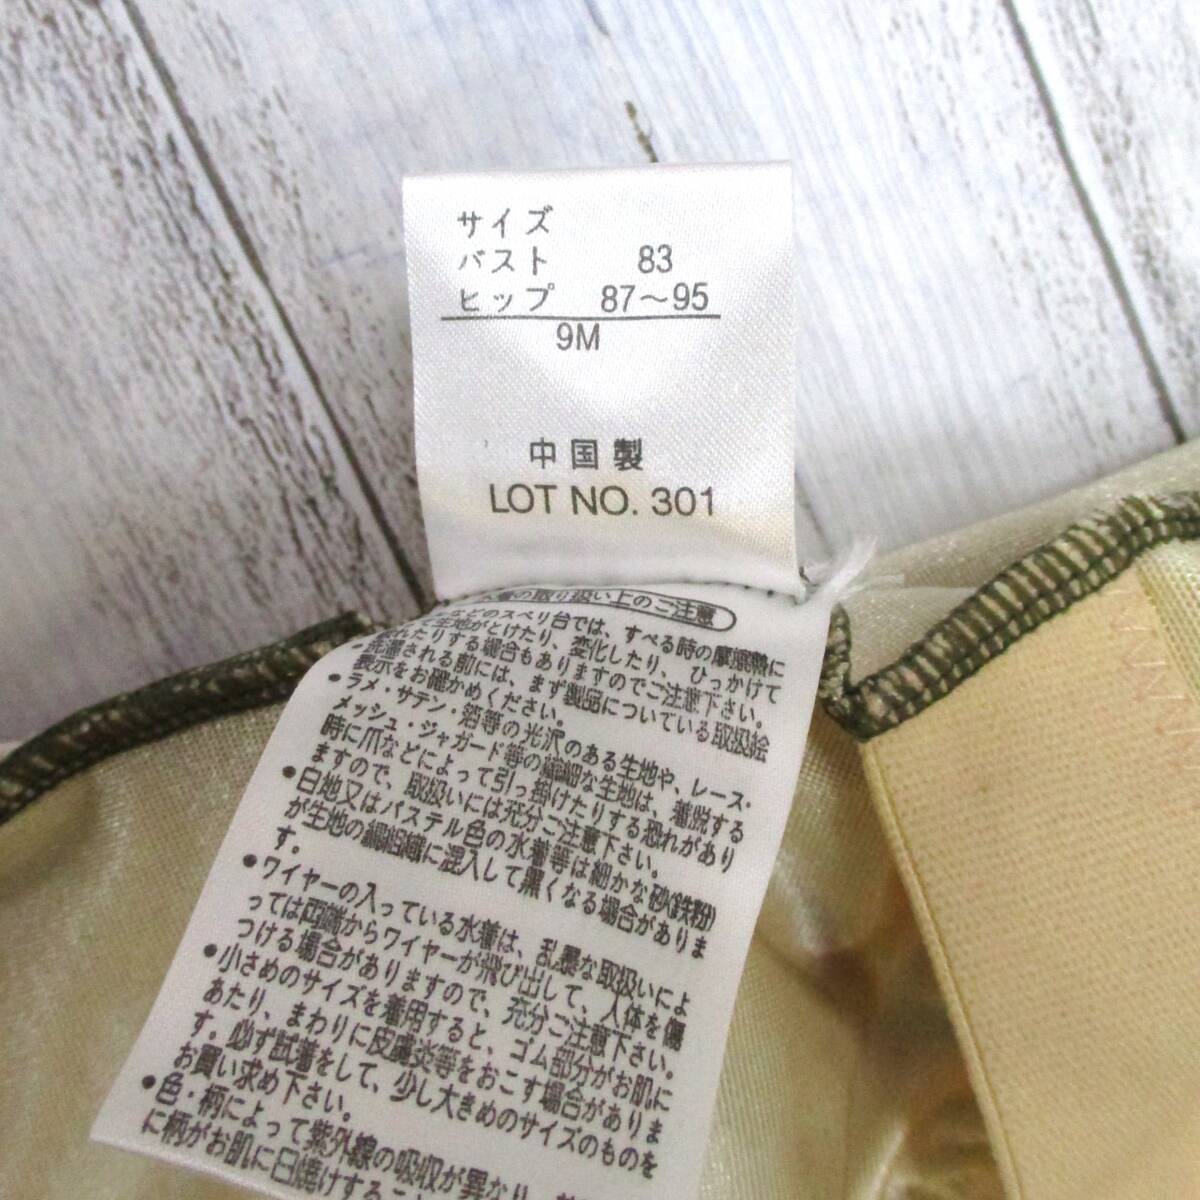 サイズ
バスト 83
ヒップ 87～95
9M
中国製
LOT NO. 301
水着の取り扱い上のご注意
などのスベリ台では、すべる時の摩擦熱に
生地がとけたり、変化したり、ひっかけて
れたりする場合もありますのでご注意下さい。
・洗濯される前には、まず製品についている取扱絵
表示をお確かめください。
・ラメ・サテン・箔等の光沢のある生地や、レース・
メッシュ・ジャガード等の繊細な生地は、着脱する
時に爪などによって引っ掛けたりする恐れがあり
ますので、取扱いには充分ご注意下さい。
・白地又はパステル色の水着等は細かな砂(鉄粉)
が生地の編組織に混入して黒くなる場合がありま
す。
・ワイヤーの入っている水着は、乱暴な取扱いによ
っては両端からワイヤーが飛び出して、人体を傷
つける場合がありますので、充分ご注意下さい。
・小さめのサイズを着用すると、ゴム部分がお肌に
あたり、まわりに皮膚炎等をおこす場合がありま
す。必ず試着をして、少し大きめのサイズのものを
お買い求め下さい。
・色・柄によって紫外線の吸収が異なり、
に柄がお肌に日焼けすること